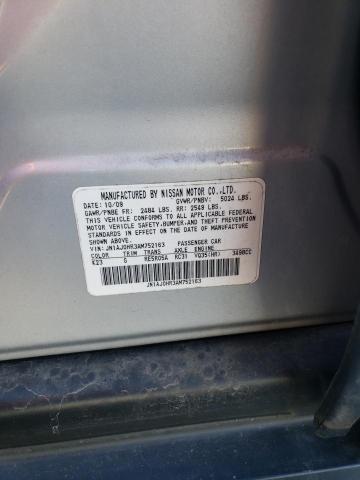 MANUFACTURED BY NISSAN MOTOR CO.,LTD.
DATE: 10/09 GVWR/PNBV: 5024 LBS.
GAWR/PNBE FR: 2484 LBS. RR: 2549 LBS.
THIS VEHICLE CONFORMS TO ALL APPLICABLE FEDERAL
MOTOR VEHICLE SAFETY,BUMPER,AND THEFT
PREVENTION STANDARDS IN EFFECT ON THE DATE OF MANUFACTURE
SHOWN ABOVE.
VIN: JN1AJ0HR3AM752163 PASSENGER CAR
COLOR TRIM TRANS AXLE ENGINE
K23 G RE5R05A RC31 VQ35(HR) 3498CC
JN1AJ0HR3AM752163